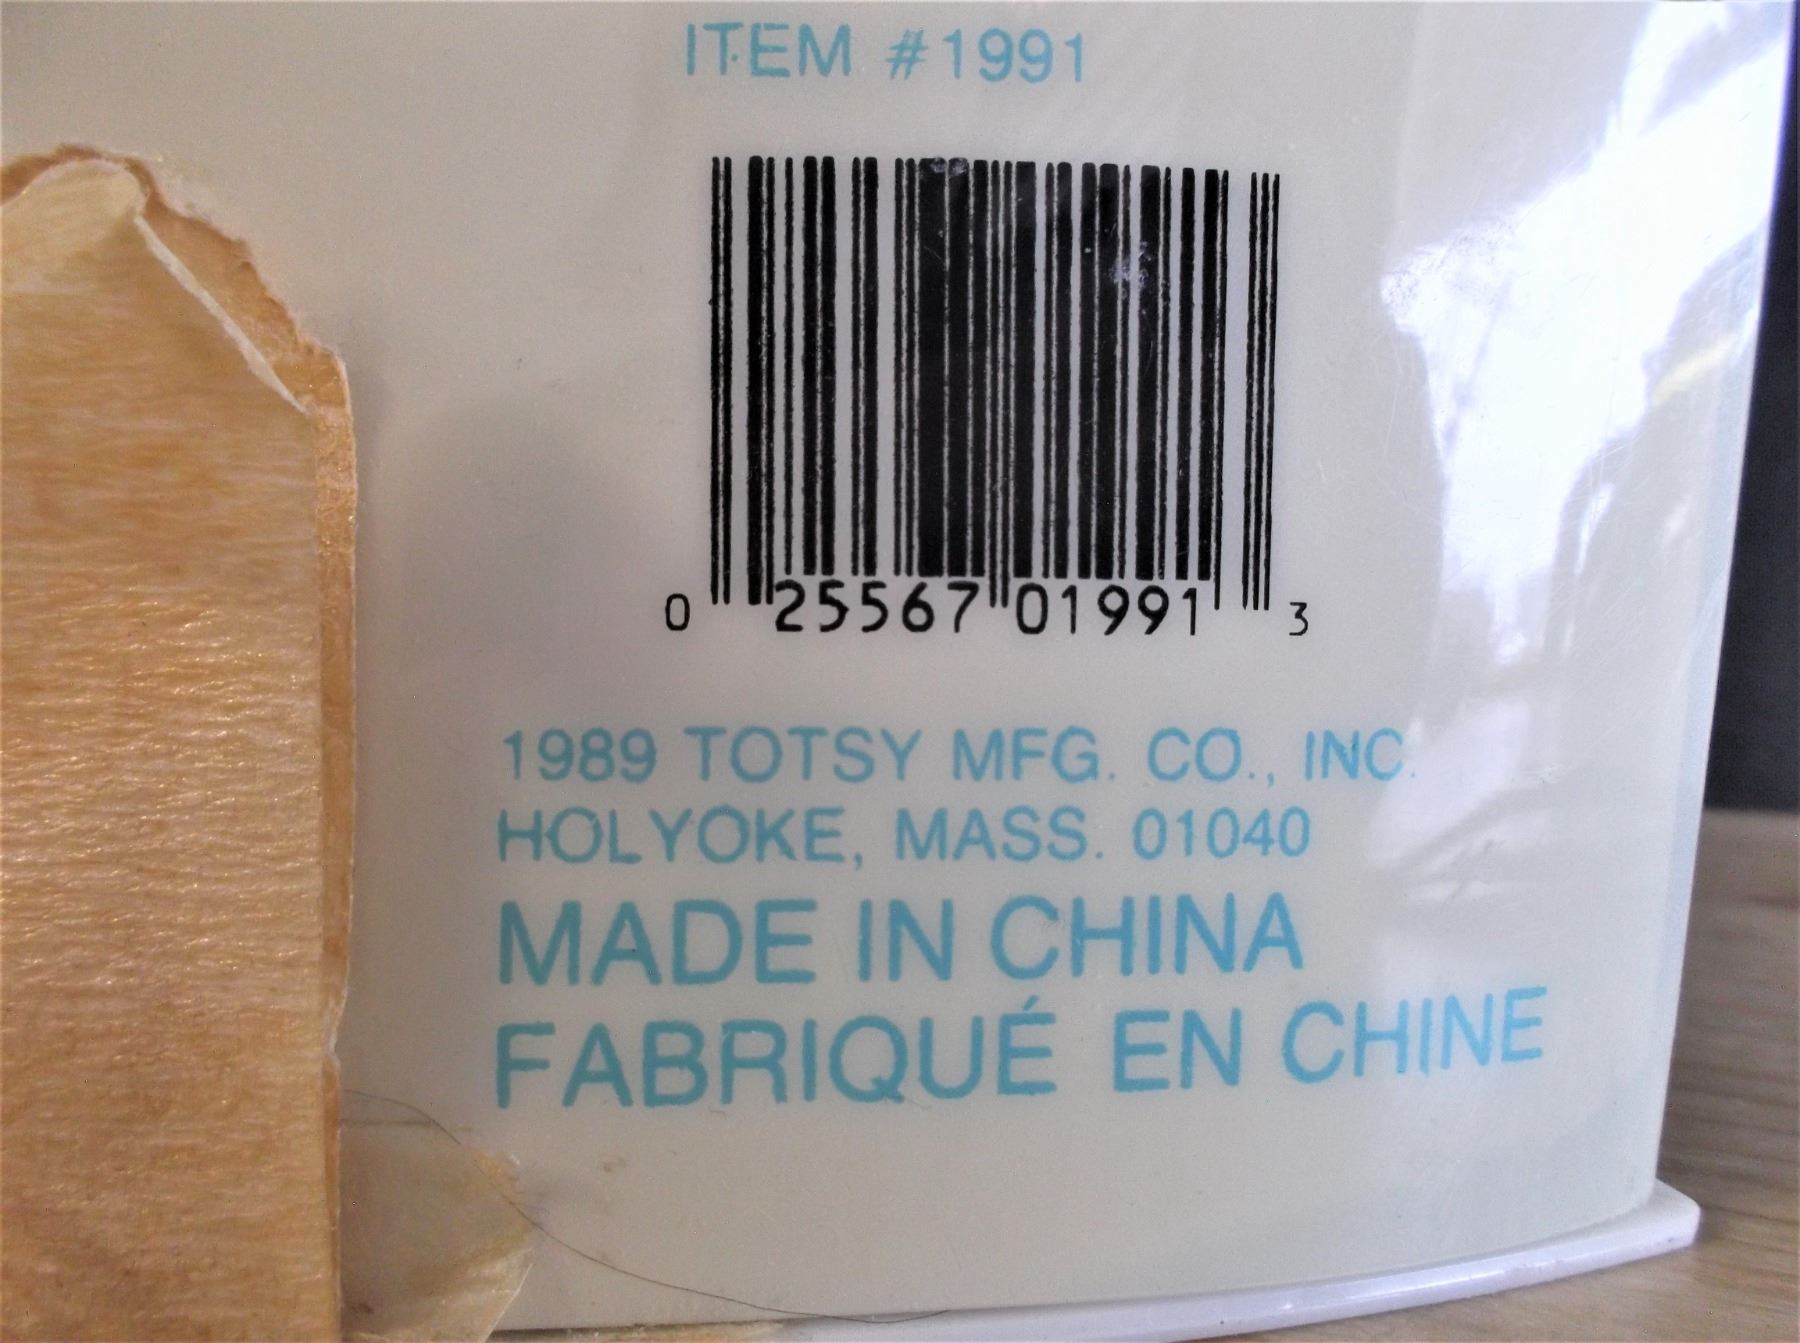 ITEM #1991
0 25567 01991 3
1989 TOTSY MFG. CO., INC.
HOLYOKE, MASS. 01040
MADE IN CHINA
FABRIQUÉ EN CHINE